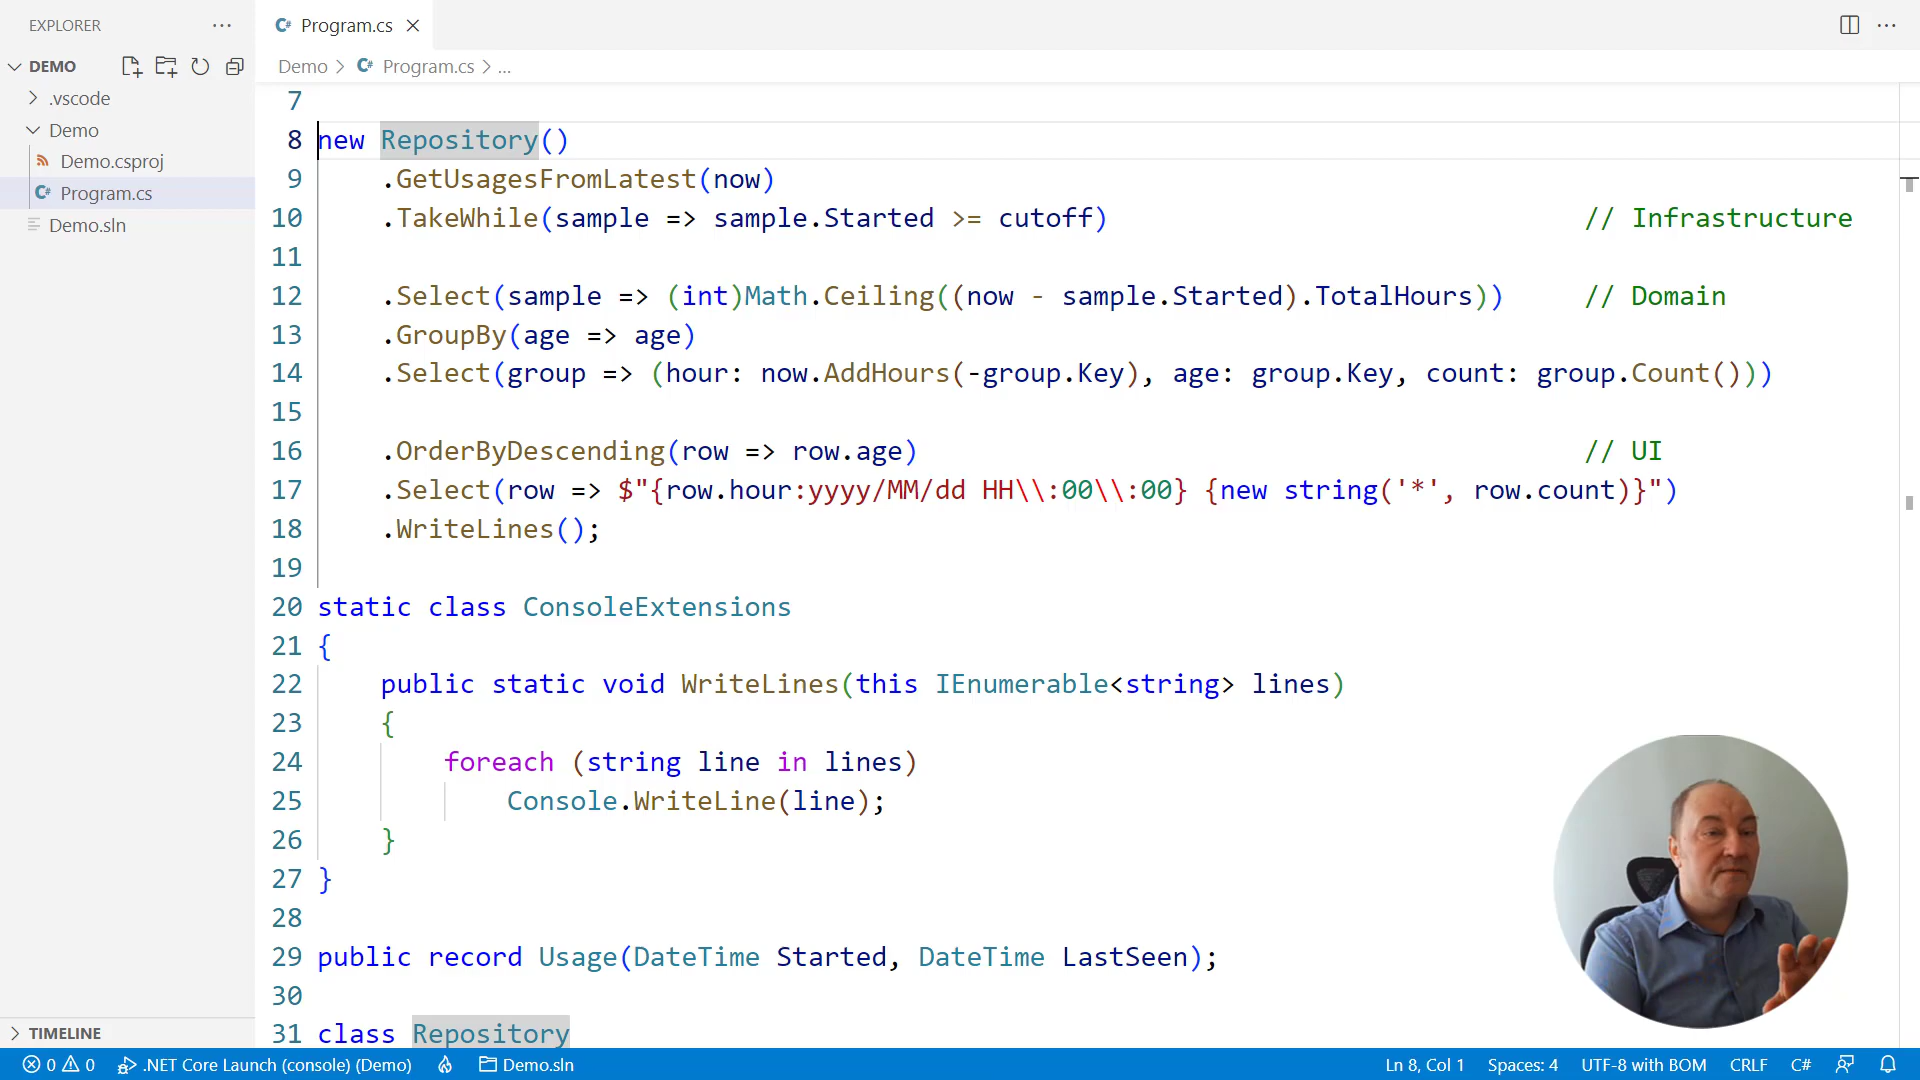 EXPLORER ···
C# Program.cs
···
DEMO
Demo > C# Program.cs > ...
.vscode
Demo
Demo.csproj
C# Program.cs
Demo.sln
7
8 new Repository()
9 .GetUsagesFromLatest(now)
10 .TakeWhile(sample => sample.Started >= cutoff) // Infrastructure
11
12 .Select(sample => (int)Math.Ceiling((now - sample.Started).TotalHours)) // Domain
13 .GroupBy(age => age)
14 .Select(group => (hour: now.AddHours(-group.Key), age: group.Key, count: group.Count()))
15
16 .OrderByDescending(row => row.age) // UI
17 .Select(row => $"{row.hour:yyyy/MM/dd HH\\:00\\:00} {new string('*', row.count)}")
18 .WriteLines();
19
20 static class ConsoleExtensions
21 {
22 public static void WriteLines(this IEnumerable<string> lines)
23 {
24 foreach (string line in lines)
25 Console.WriteLine(line);
26 }
27 }
28
29 public record Usage(DateTime Started, DateTime LastSeen);
30
31 class Repository
TIMELINE
0 0 .NET Core Launch (console) (Demo) Demo.sln Ln 8, Col 1 Spaces: 4 UTF-8 with BOM CRLF C#